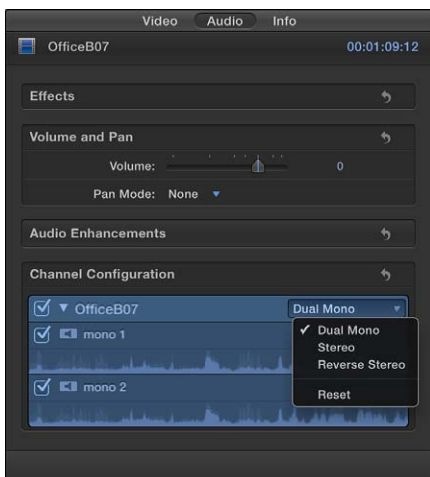 Video Audio Info
OfficeB07 00:01:09:12
Effects
Volume and Pan
Volume: 0
Pan Mode: None
Audio Enhancements
Channel Configuration
OfficeB07 Dual Mono
mono 1
✓ Dual Mono
Stereo
Reverse Stereo
mono 2
Reset